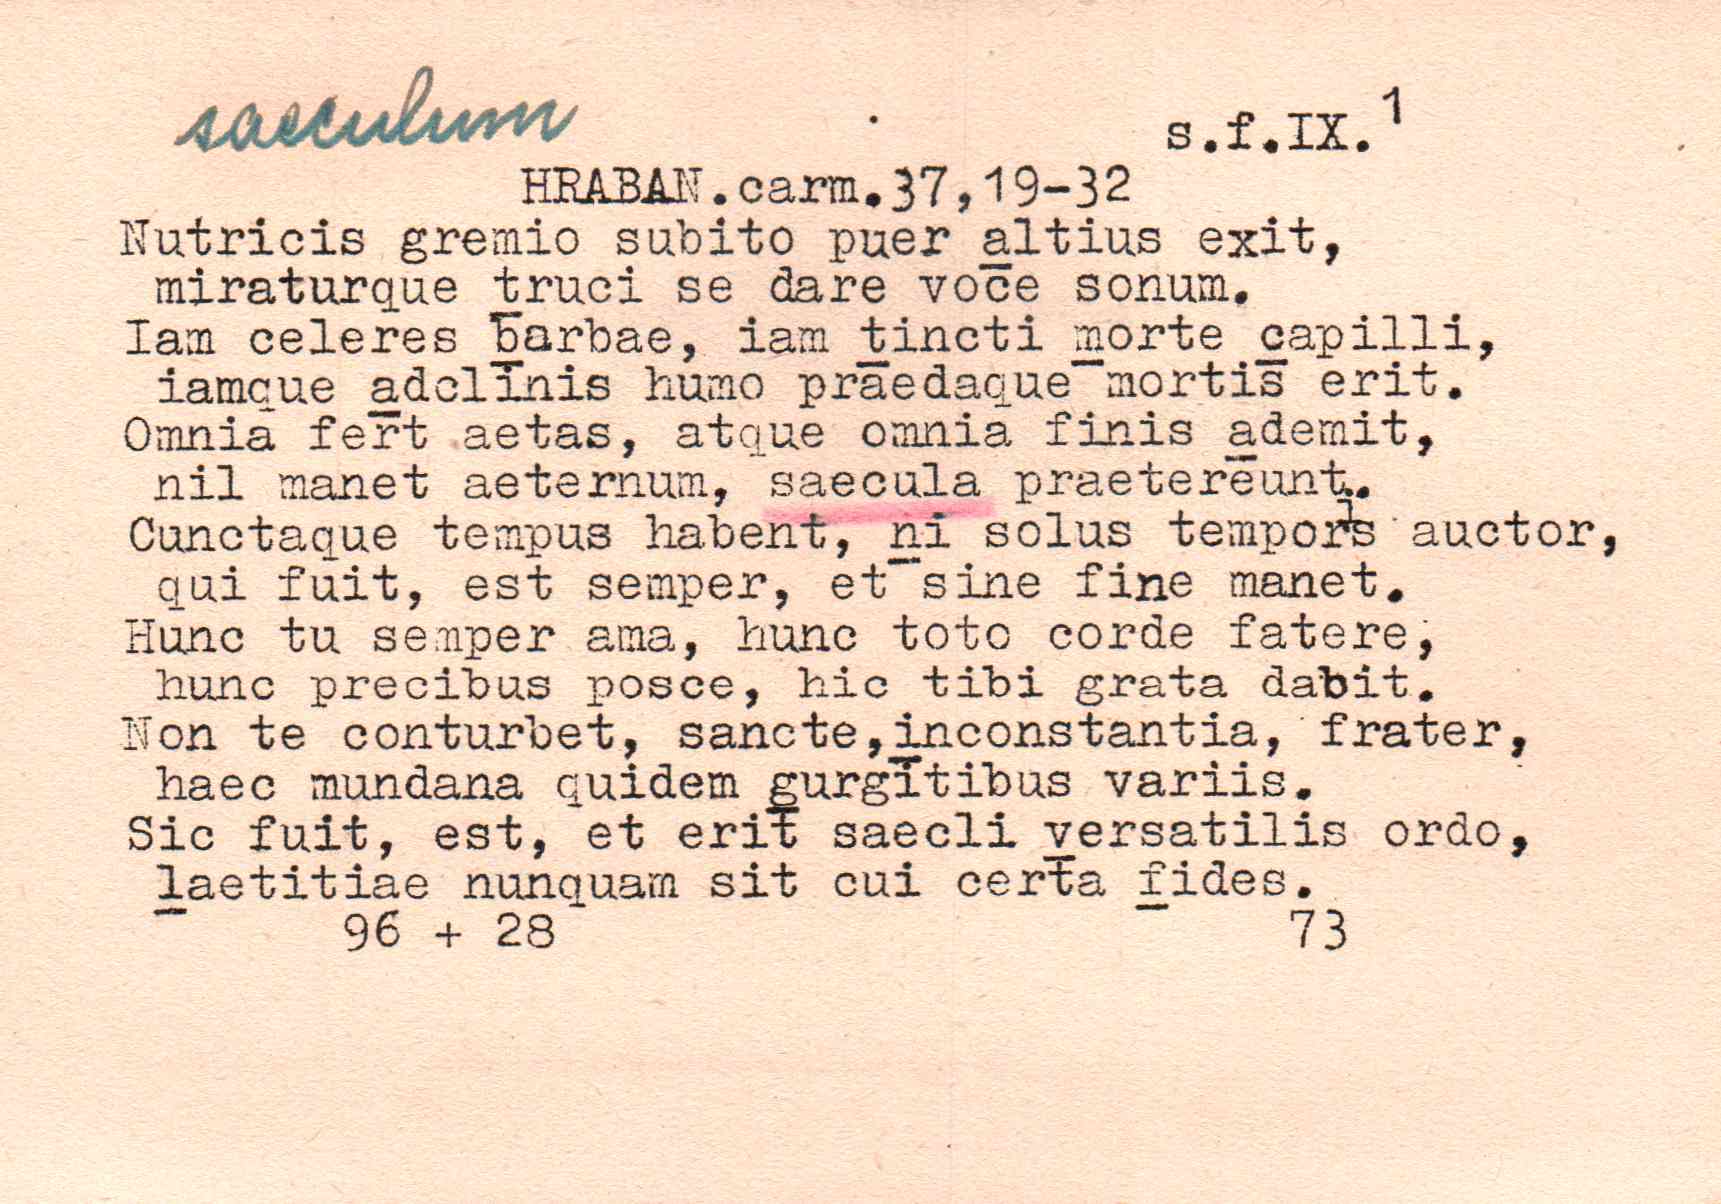 saeculum
s.f.IX.1
HRABAN.carm.37,19-32
Nutricis gremio subito puer altius exit,
miraturque truci se dare voce sonum.
Iam celeres barbae, iam tincti morte capilli,
iamque adclinis humo praedaque mortis erit.
Omnia fert aetas, atque omnia finis ademit,
nil manet aeternum, saecula praetereunt.
Cunctaque tempus habent, ni solus temporis auctor,
qui fuit, est semper, et sine fine manet.
Hunc tu semper ama, hunc toto corde fatere,
hunc precibus posce, hic tibi grata dabit.
Non te conturbet, sancte,inconstantia, frater,
haec mundana quidem gurgitibus variis.
Sic fuit, est, et erit saecli versatilis ordo,
laetitiae nunquam sit cui certa fides.
96 + 28 73